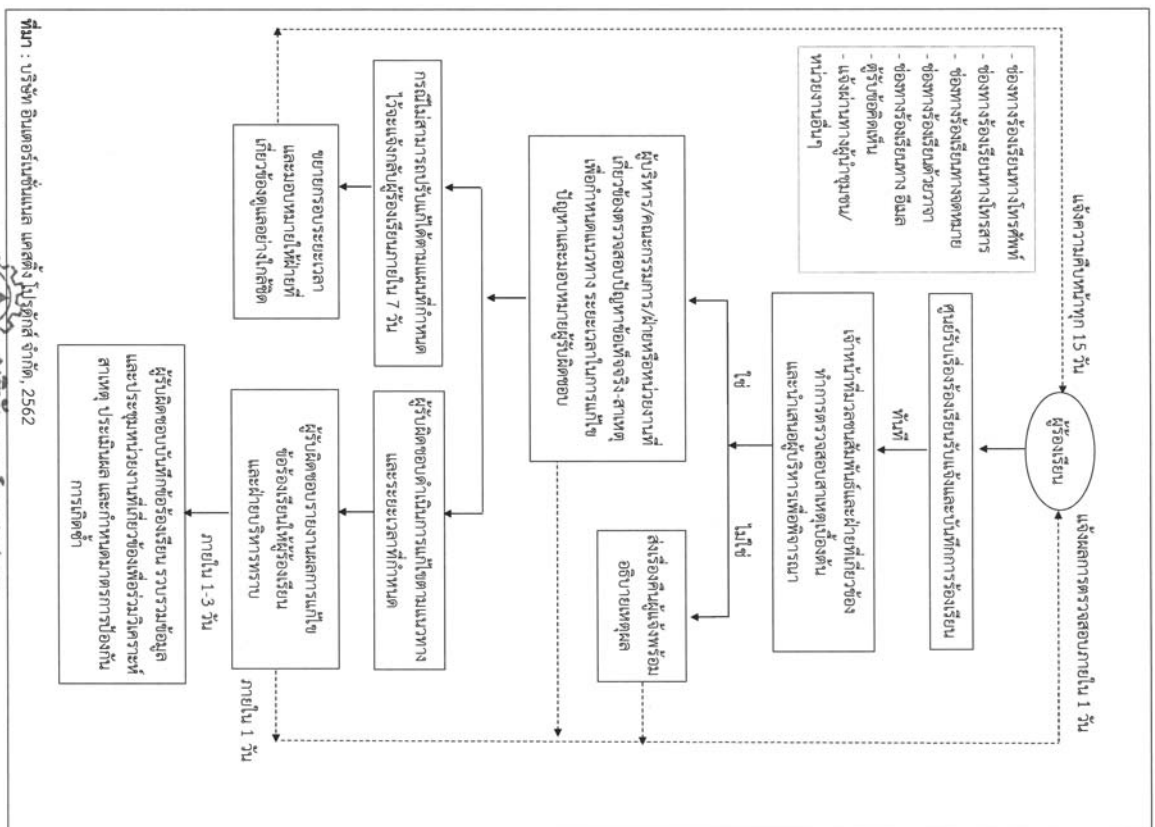 ผู้ร้องเรียน
แจ้งความคืบหน้าทุก 15 วัน
แจ้งผลการตรวจสอบภายใน 1 วัน
- ช่องทางร้องเรียนทางโทรศัพท์
- ช่องทางร้องเรียนทางโทรสาร
- ช่องทางร้องเรียนทางจดหมาย
- ช่องทางร้องเรียนด้วยวาจา
- ช่องทางร้องเรียนทาง อีเมล
- ตู้รับข้อคิดเห็น
- แจ้งผ่านทางผู้นำชุมชน/
หน่วยงานอื่นๆ
ศูนย์รับเรื่องร้องเรียนรับแจ้งและบันทึกการร้องเรียน
ทันที
เจ้าหน้าที่มวลชนสัมพันธ์และฝ่ายที่เกี่ยวข้อง
ทำการตรวจสอบสาเหตุเบื้องต้น
และนำเสนอผู้บริหารเพื่อพิจารณา
ใช่
ไม่ใช่
ผู้บริหาร/คณะกรรมการ/ฝ่ายหรือหน่วยงานที่
เกี่ยวข้องตรวจสอบปัญหาข้อเท็จจริง-สาเหตุ
เพื่อกำหนดแนวทาง ระยะเวลาในการแก้ไข
ปัญหาและมอบหมายผู้รับผิดชอบ
ส่งเรื่องคืนผู้แจ้งพร้อม
อธิบายเหตุผล
กรณีไม่สามารถปรับแก้ได้ตามแผนที่กำหนด
ไว้จะแจ้งกลับผู้ร้องเรียนภายใน 7 วัน
ผู้รับผิดชอบดำเนินการแก้ไขตามแนวทาง
และระยะเวลาที่กำหนด
ขยายกรอบระยะเวลา
และมอบหมายให้ฝ่ายที่
เกี่ยวข้องดูแลอย่างใกล้ชิด
ผู้รับผิดชอบรายงานผลการแก้ไข
ข้อร้องเรียนให้ผู้ร้องเรียน
และฝ่ายบริหารทราบ
ภายใน 1 วัน
ภายใน 1-3 วัน
ผู้รับผิดชอบบันทึกข้อร้องเรียน รวบรวมข้อมูล
และประชุมหน่วยงานที่เกี่ยวข้องเพื่อร่วมวิเคราะห์
สาเหตุ ประเมินผล และกำหนดมาตรการป้องกัน
การเกิดซ้ำ
ที่มา : บริษัท อินเตอร์เนชั่นแนล แคสติ้ง โปรดักส์ จำกัด, 2562